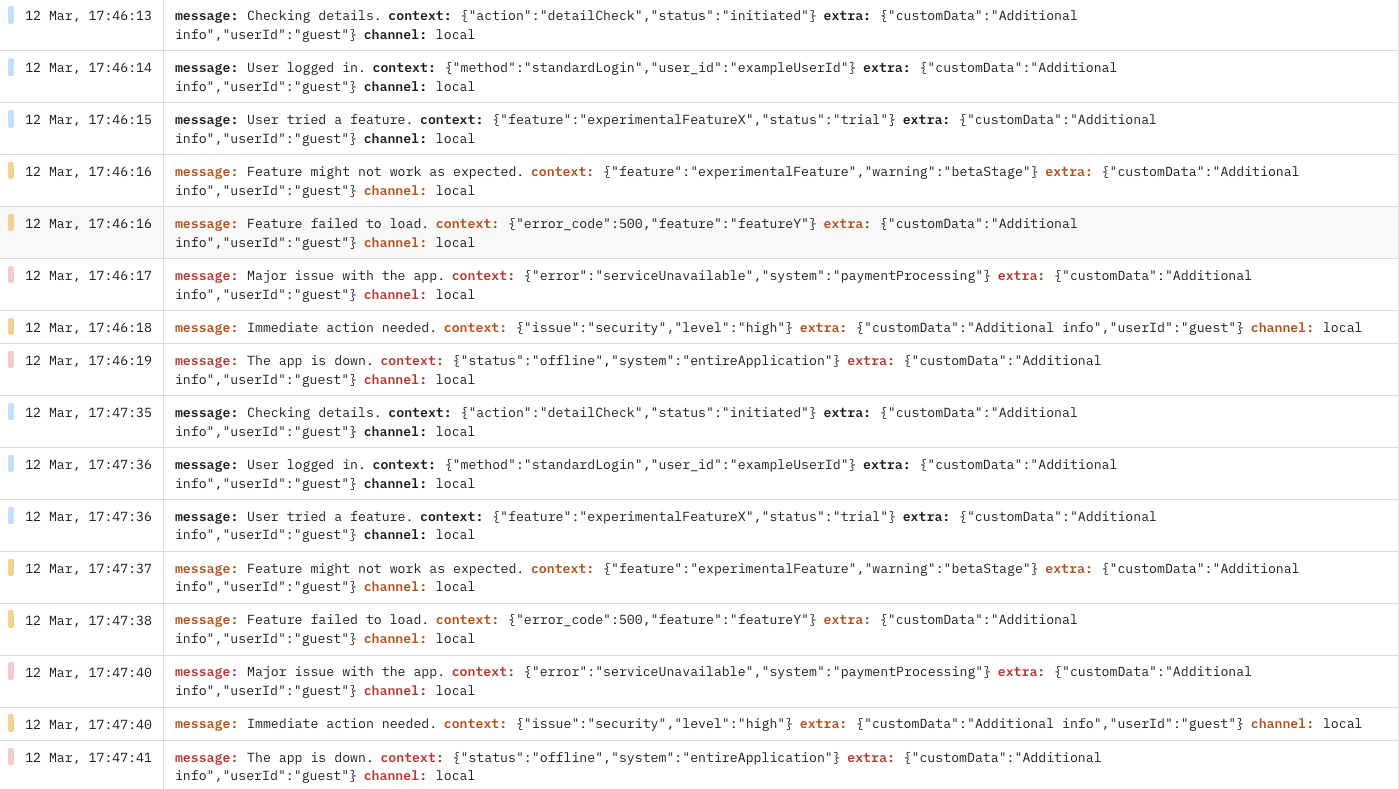 12 Mar, 17:46:13 message: Checking details. context: {"action":"detailCheck","status":"initiated"} extra: {"customData":"Additional
info","userId":"guest"} channel: local
12 Mar, 17:46:14 message: User logged in. context: {"method":"standardLogin","user_id":"exampleUserId"} extra: {"customData":"Additional
info","userId":"guest"} channel: local
12 Mar, 17:46:15 message: User tried a feature. context: {"feature":"experimentalFeatureX","status":"trial"} extra: {"customData":"Additional
info","userId":"guest"} channel: local
12 Mar, 17:46:16 message: Feature might not work as expected. context: {"feature":"experimentalFeature","warning":"betaStage"} extra: {"customData":"Additional
info","userId":"guest"} channel: local
12 Mar, 17:46:16 message: Feature failed to load. context: {"error_code":500,"feature":"featureY"} extra: {"customData":"Additional
info","userId":"guest"} channel: local
12 Mar, 17:46:17 message: Major issue with the app. context: {"error":"serviceUnavailable","system":"paymentProcessing"} extra: {"customData":"Additional
info","userId":"guest"} channel: local
12 Mar, 17:46:18 message: Immediate action needed. context: {"issue":"security","level":"high"} extra: {"customData":"Additional info","userId":"guest"} channel: local
12 Mar, 17:46:19 message: The app is down. context: {"status":"offline","system":"entireApplication"} extra: {"customData":"Additional
info","userId":"guest"} channel: local
12 Mar, 17:47:35 message: Checking details. context: {"action":"detailCheck","status":"initiated"} extra: {"customData":"Additional
info","userId":"guest"} channel: local
12 Mar, 17:47:36 message: User logged in. context: {"method":"standardLogin","user_id":"exampleUserId"} extra: {"customData":"Additional
info","userId":"guest"} channel: local
12 Mar, 17:47:36 message: User tried a feature. context: {"feature":"experimentalFeatureX","status":"trial"} extra: {"customData":"Additional
info","userId":"guest"} channel: local
12 Mar, 17:47:37 message: Feature might not work as expected. context: {"feature":"experimentalFeature","warning":"betaStage"} extra: {"customData":"Additional
info","userId":"guest"} channel: local
12 Mar, 17:47:38 message: Feature failed to load. context: {"error_code":500,"feature":"featureY"} extra: {"customData":"Additional
info","userId":"guest"} channel: local
12 Mar, 17:47:40 message: Major issue with the app. context: {"error":"serviceUnavailable","system":"paymentProcessing"} extra: {"customData":"Additional
info","userId":"guest"} channel: local
12 Mar, 17:47:40 message: Immediate action needed. context: {"issue":"security","level":"high"} extra: {"customData":"Additional info","userId":"guest"} channel: local
12 Mar, 17:47:41 message: The app is down. context: {"status":"offline","system":"entireApplication"} extra: {"customData":"Additional
info","userId":"guest"} channel: local